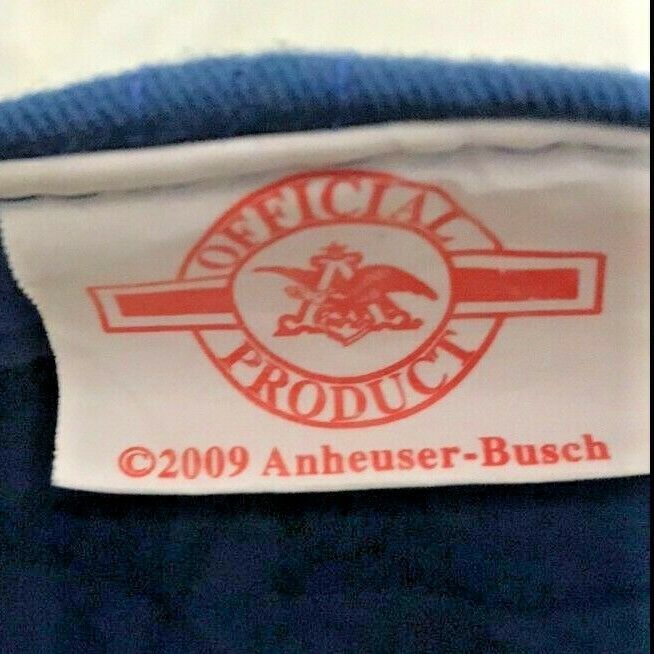 OFFICIAL
PRODUCT
©2009 Anheuser-Busch